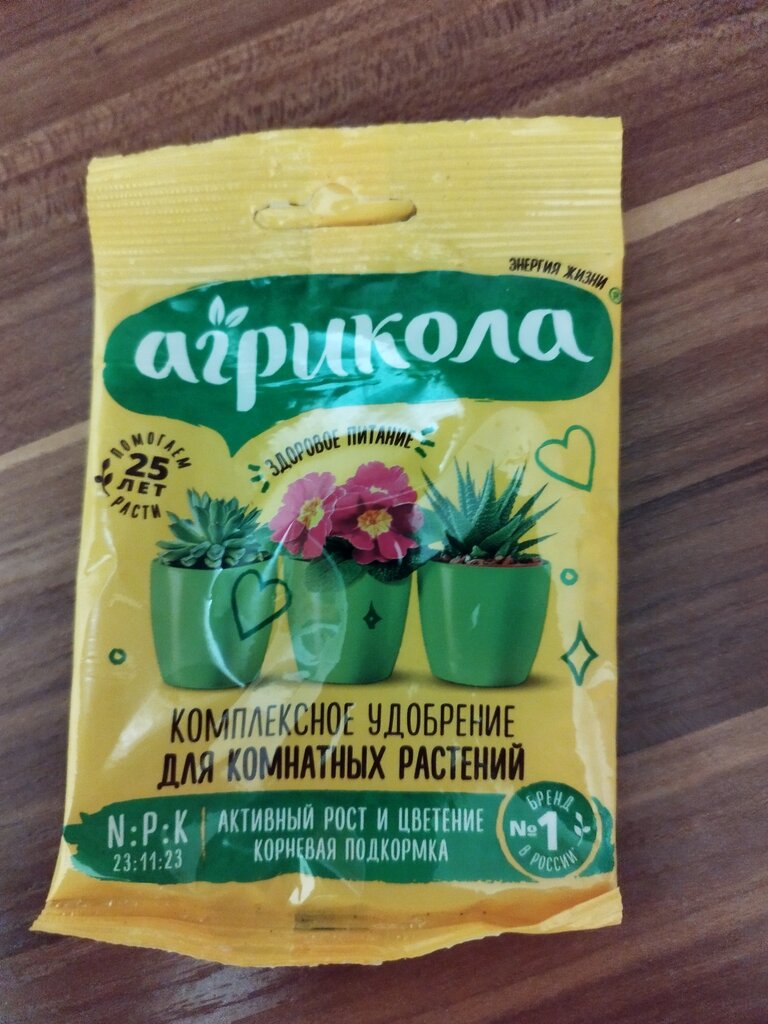 ЭНЕРГИЯ ЖИЗНИ
агрикола
ПОМОГАЕМ
25
ЛЕТ
РАСТИ
ЗДОРОВОЕ ПИТАНИЕ
КОМПЛЕКСНОЕ УДОБРЕНИЕ
ДЛЯ КОМНАТНЫХ РАСТЕНИЙ
N:P:K
23:11:23
АКТИВНЫЙ РОСТ И ЦВЕТЕНИЕ
КОРНЕВАЯ ПОДКОРМКА
БРЕНД
№1
В РОССИИ